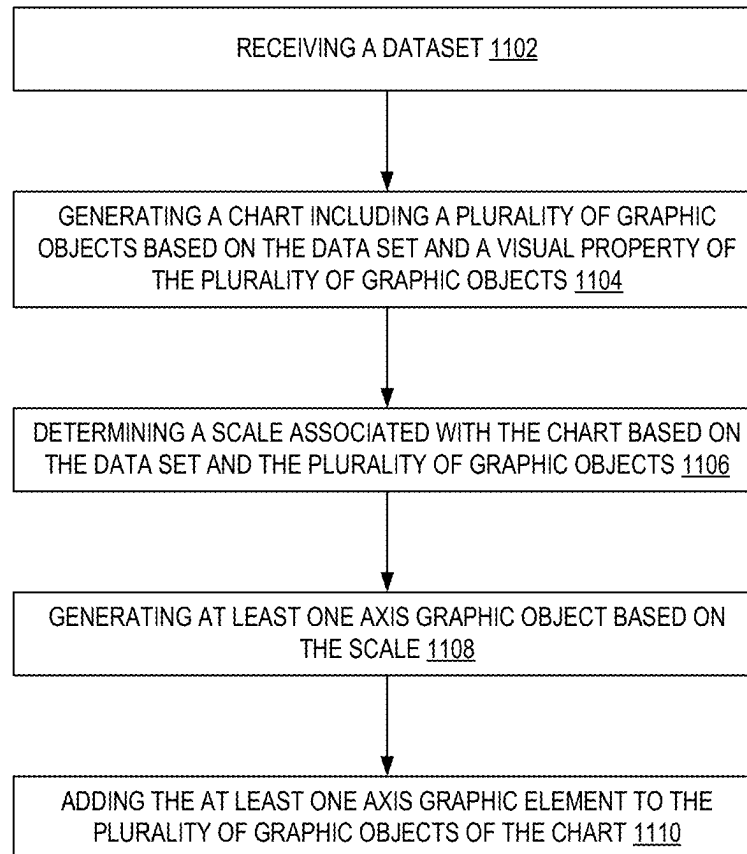 RECEIVING A DATASET 1102
GENERATING A CHART INCLUDING A PLURALITY OF GRAPHIC
OBJECTS BASED ON THE DATA SET AND A VISUAL PROPERTY OF
THE PLURALITY OF GRAPHIC OBJECTS 1104
DETERMINING A SCALE ASSOCIATED WITH THE CHART BASED ON
THE DATA SET AND THE PLURALITY OF GRAPHIC OBJECTS 1106
GENERATING AT LEAST ONE AXIS GRAPHIC OBJECT BASED ON
THE SCALE 1108
ADDING THE AT LEAST ONE AXIS GRAPHIC ELEMENT TO THE
PLURALITY OF GRAPHIC OBJECTS OF THE CHART 1110